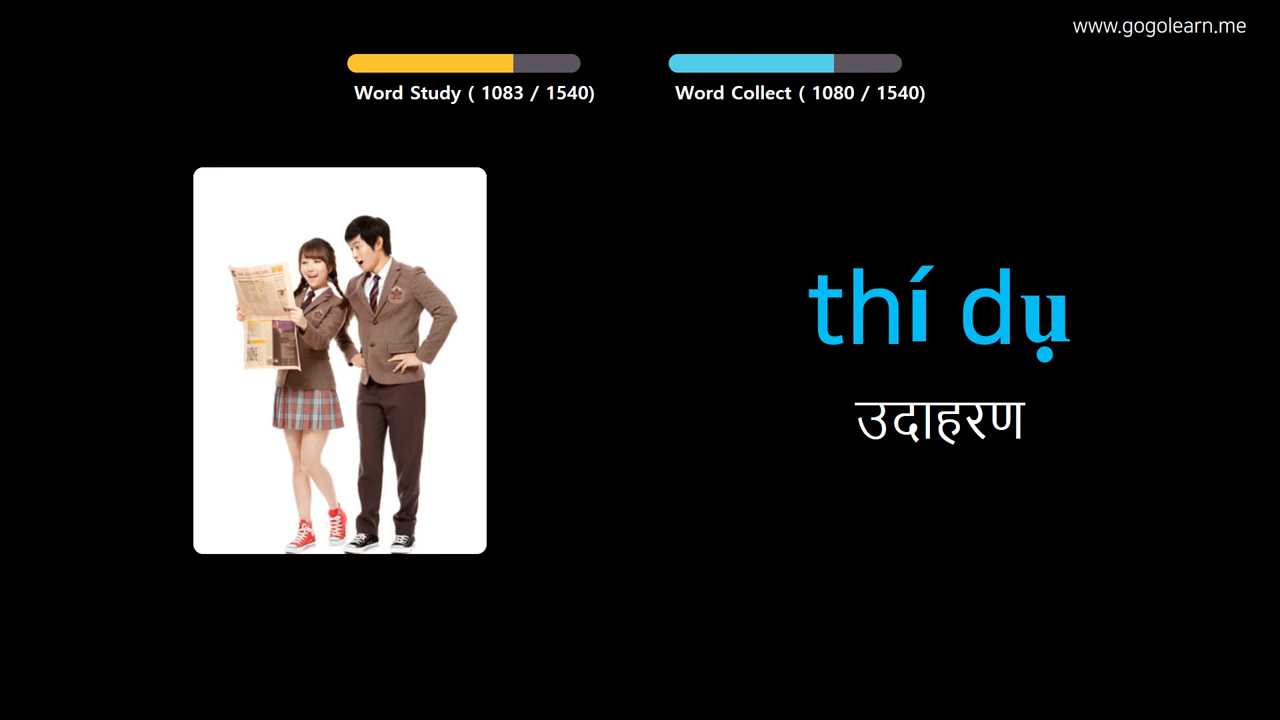 www.gogolearn.me
Word Study ( 1083 / 1540)
Word Collect ( 1080 / 1540)
thí dụ
उदाहरण